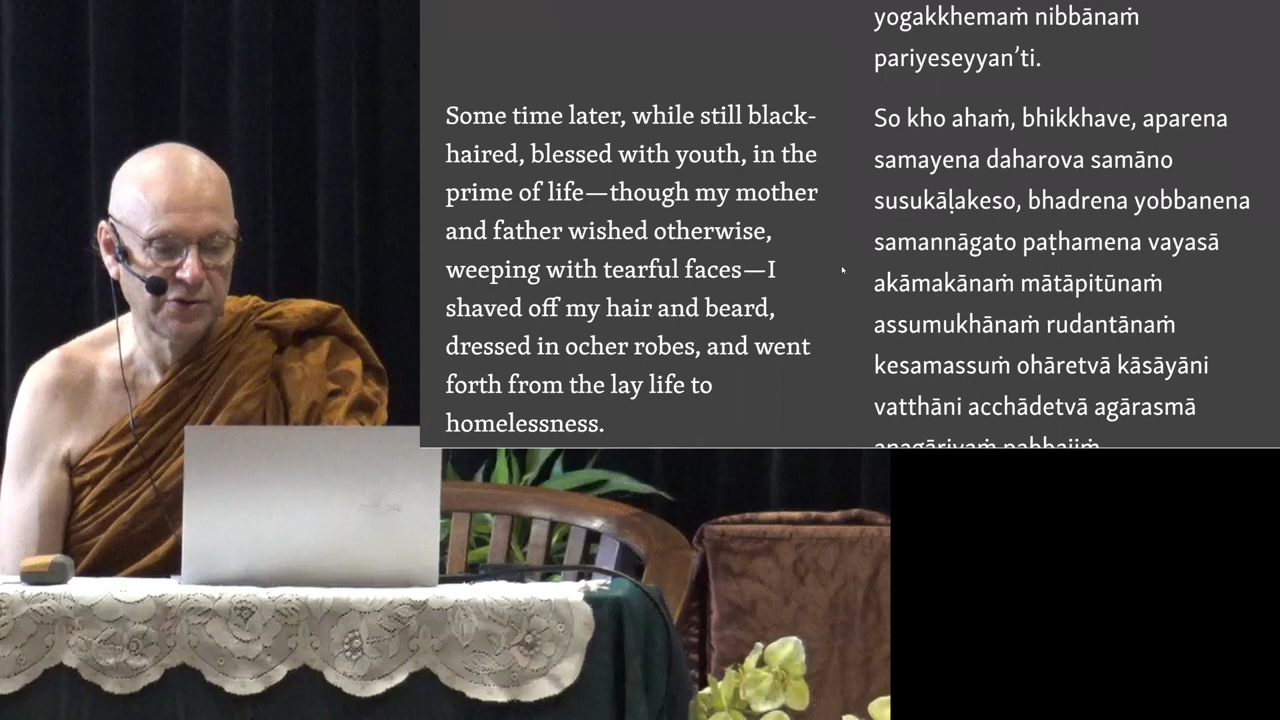 Some time later, while still black-
haired, blessed with youth, in the
prime of life—though my mother
and father wished otherwise,
weeping with tearful faces—I
shaved off my hair and beard,
dressed in ocher robes, and went
forth from the lay life to
homelessness.
yogakkhemaṁ nibbānaṁ
pariyeseyyan’ti.
So kho ahaṁ, bhikkhave, aparena
samayena daharova samāno
susukāḷakeso, bhadrena yobbanena
samannāgato paṭhamena vayasā
akāmakānaṁ mātāpitūnaṁ
assumukhānaṁ rudantānaṁ
kesamassuṁ ohāretvā kāsāyāni
vatthāni acchādetvā agārasmā
anagāriyaṁ pabbajiṁ